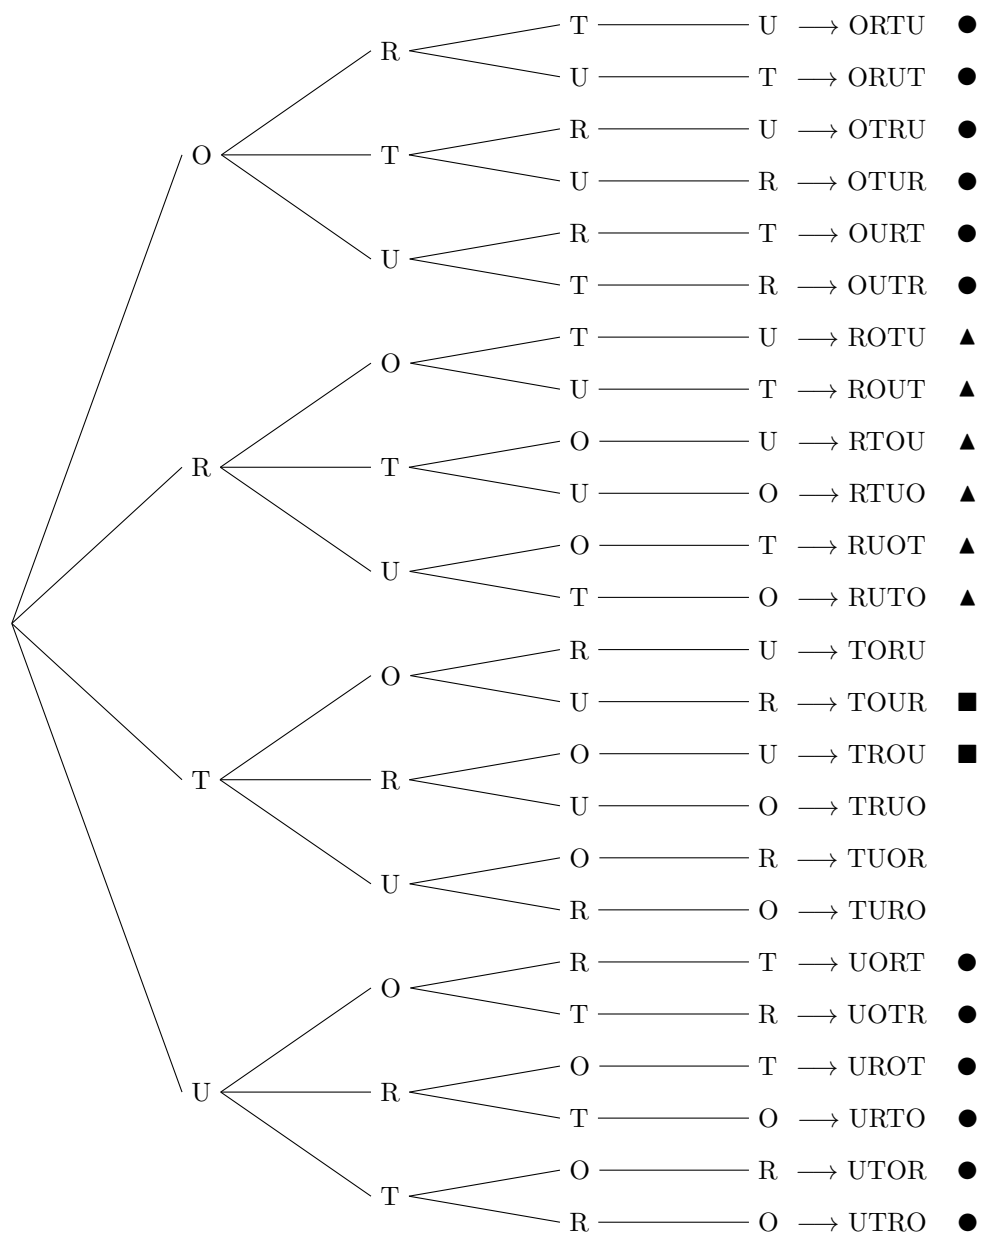 T U ⟶ ORTU ●
R
U T ⟶ ORUT ●
R U ⟶ OTRU ●
O T
U R ⟶ OTUR ●
R T ⟶ OURT ●
U
T R ⟶ OUTR ●
T U ⟶ ROTU ▲
O
U T ⟶ ROUT ▲
O U ⟶ RTOU ▲
R T
U O ⟶ RTUO ▲
O T ⟶ RUOT ▲
U
T O ⟶ RUTO ▲
R U ⟶ TORU
O
U R ⟶ TOUR ■
O U ⟶ TROU ■
T R
U O ⟶ TRUO
O R ⟶ TUOR
U
R O ⟶ TURO
R T ⟶ UORT ●
O
T R ⟶ UOTR ●
O T ⟶ UROT ●
U R
T O ⟶ URTO ●
O R ⟶ UTOR ●
T
R O ⟶ UTRO ●